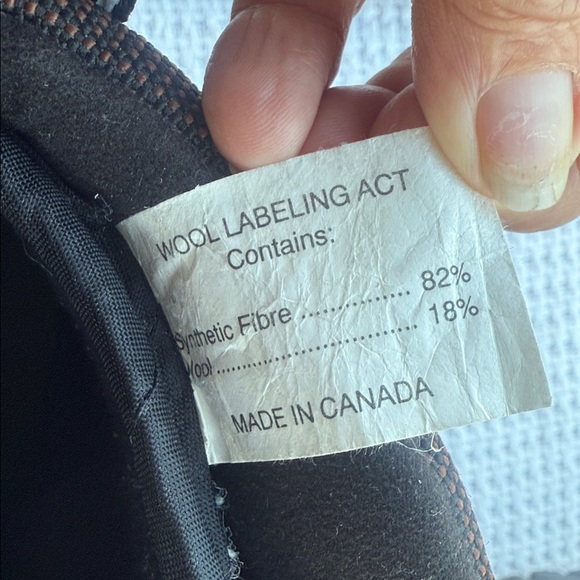 WOOL LABELING ACT
Contains:
Synthetic Fibre ............... 82%
Wool ............................... 18%
MADE IN CANADA